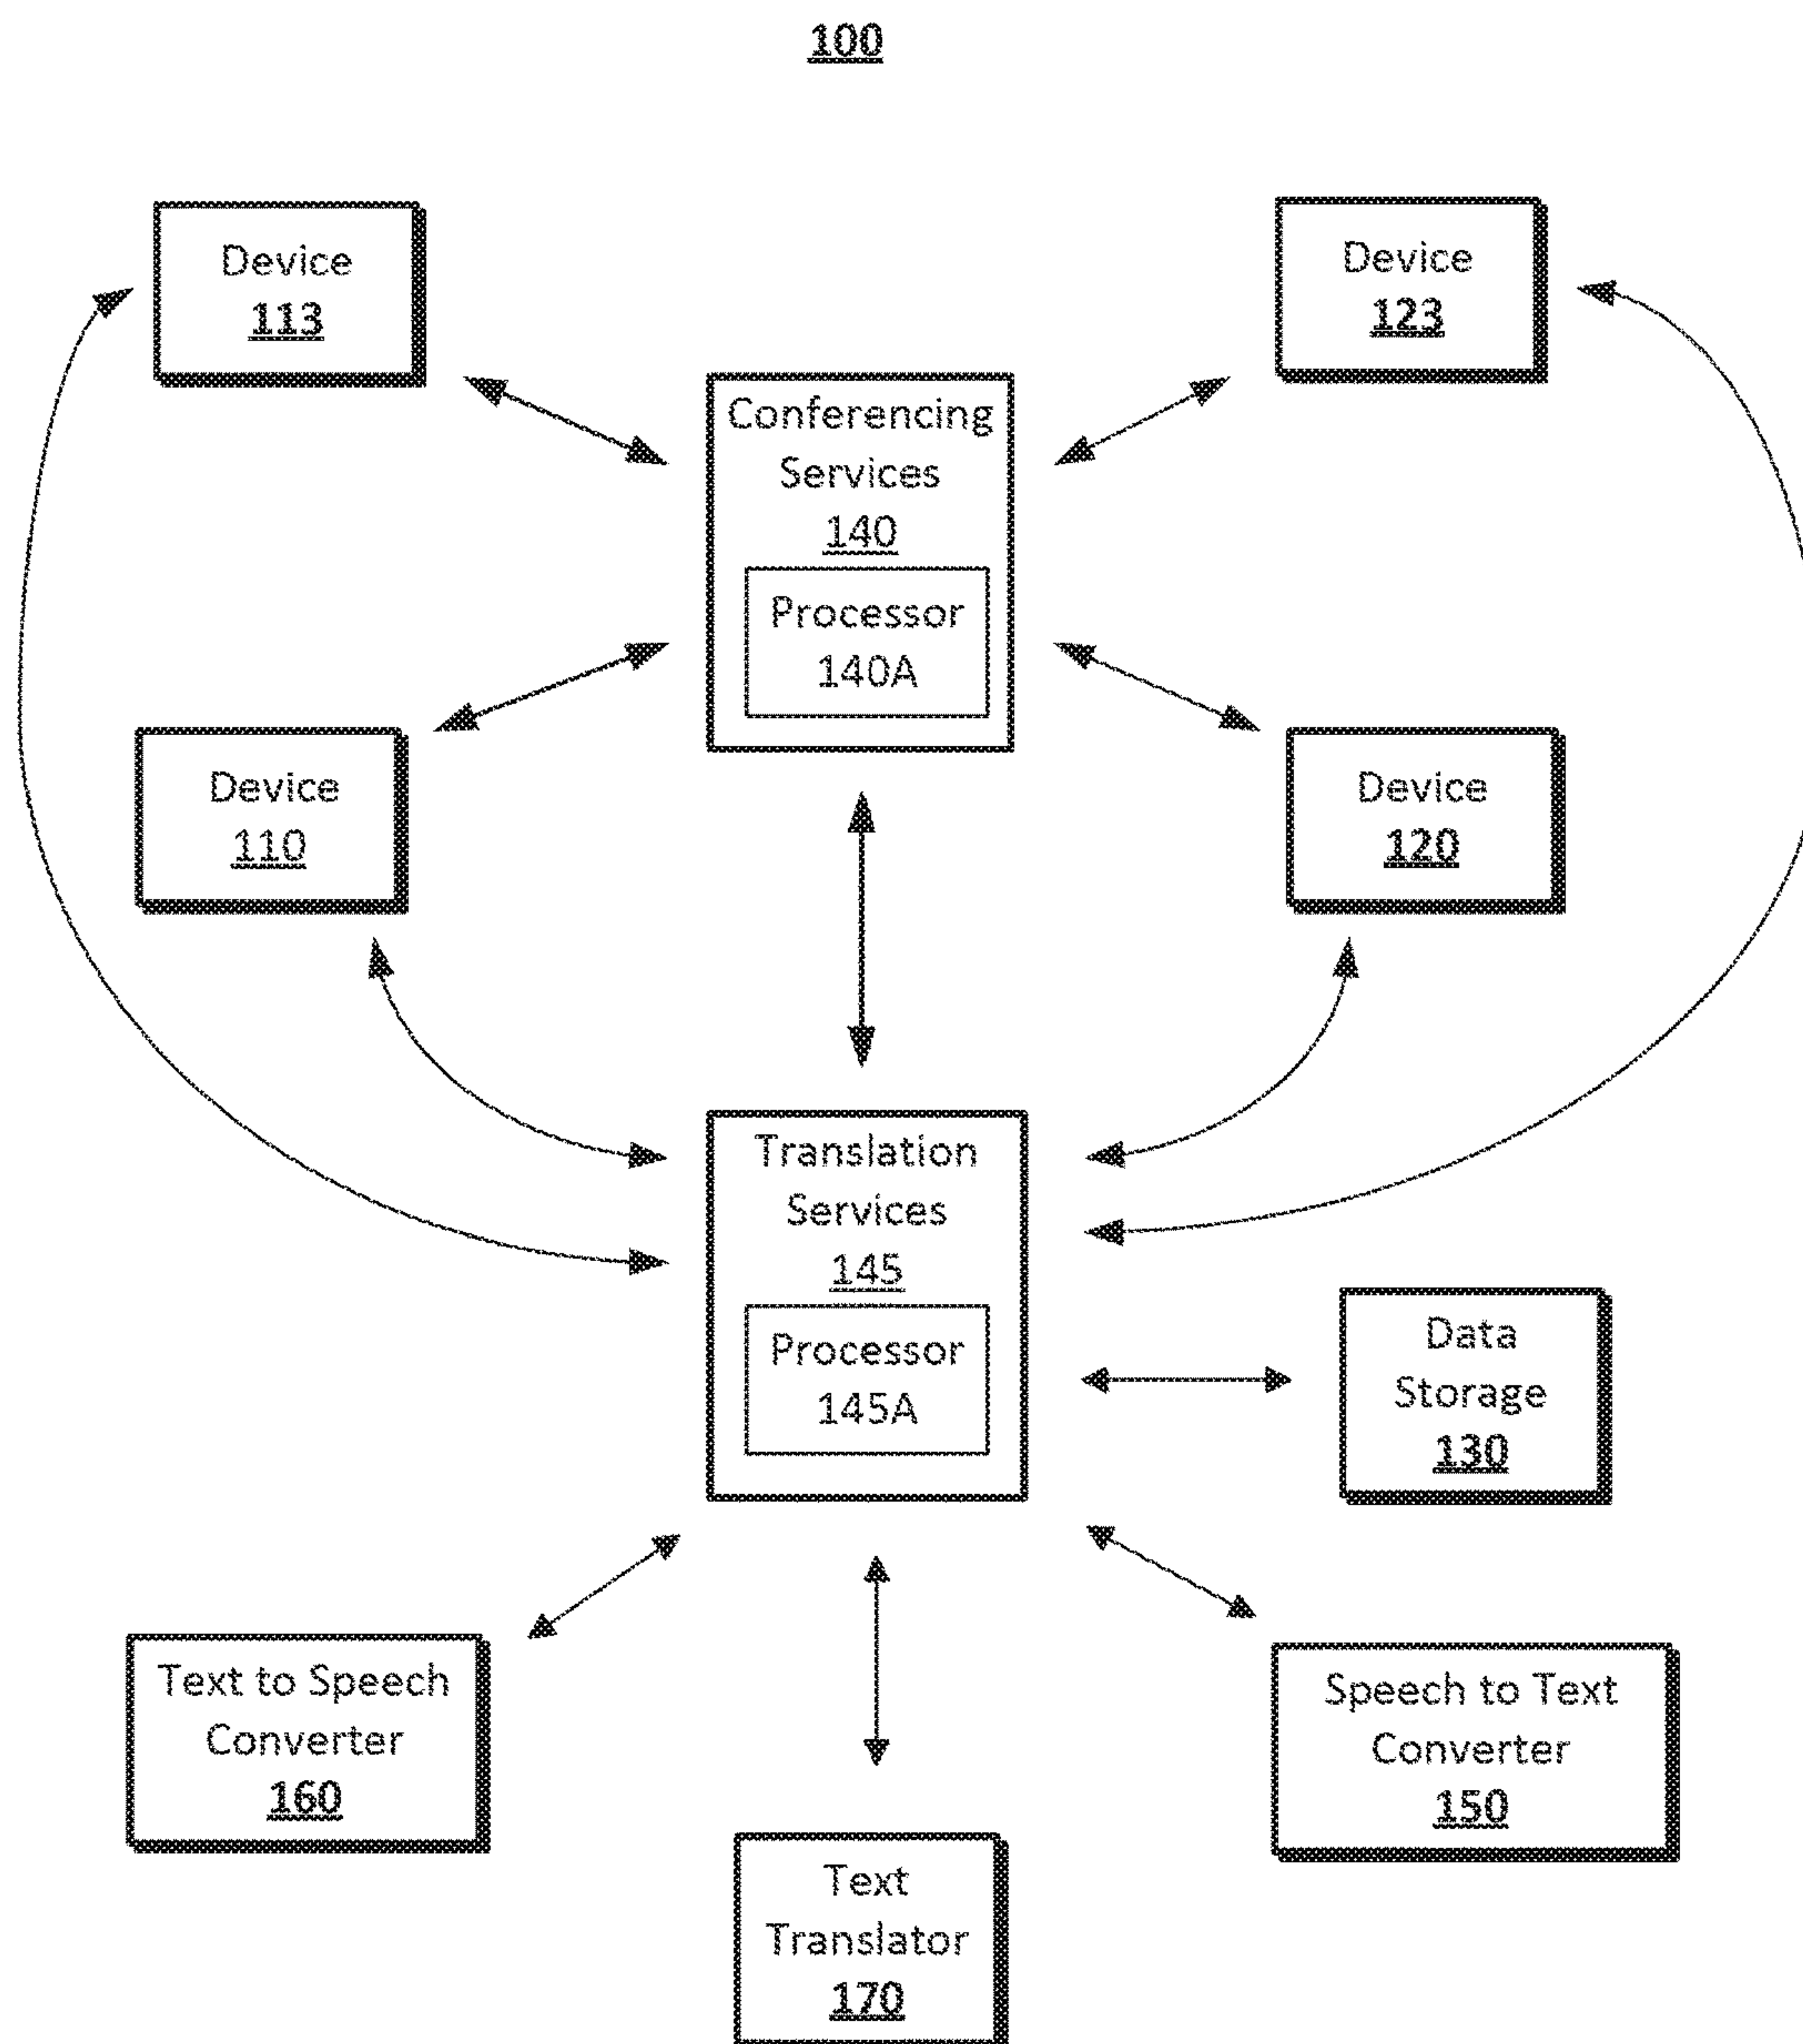 100
Device
113
Device
123
Conferencing
Services
140
Processor
140A
Device
110
Device
120
Translation
Services
145
Processor
145A
Data
Storage
130
Text to Speech
Converter
160
Speech to Text
Converter
150
Text
Translator
170